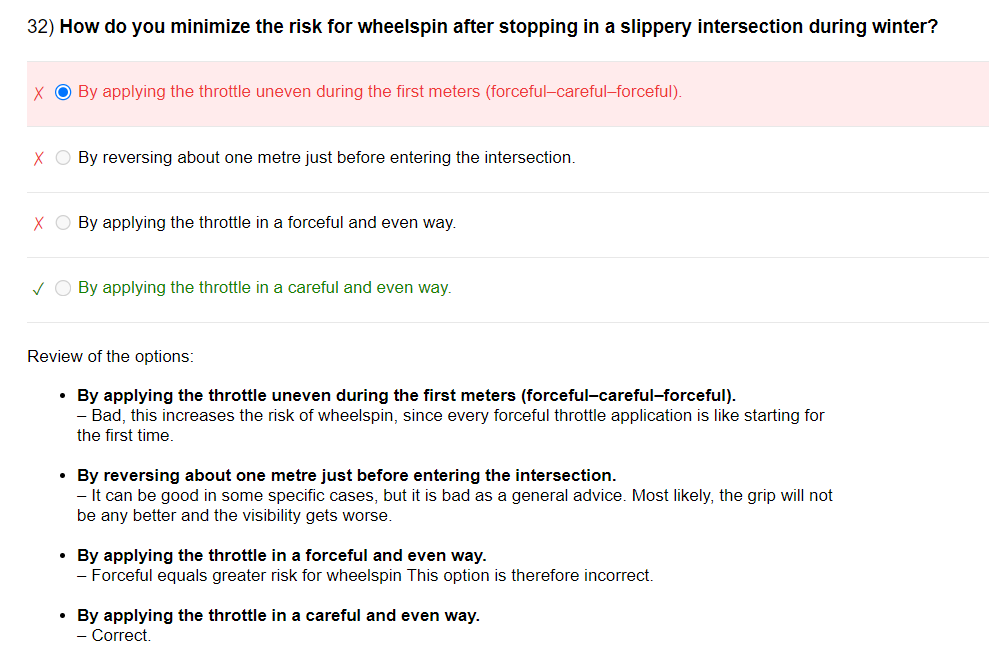 32) How do you minimize the risk for wheelspin after stopping in a slippery intersection during winter?
✗ By applying the throttle uneven during the first meters (forceful–careful–forceful).
✗ By reversing about one metre just before entering the intersection.
✗ By applying the throttle in a forceful and even way.
✓ By applying the throttle in a careful and even way.
Review of the options:
• By applying the throttle uneven during the first meters (forceful–careful–forceful).
– Bad, this increases the risk of wheelspin, since every forceful throttle application is like starting for
the first time.
• By reversing about one metre just before entering the intersection.
– It can be good in some specific cases, but it is bad as a general advice. Most likely, the grip will not
be any better and the visibility gets worse.
• By applying the throttle in a forceful and even way.
– Forceful equals greater risk for wheelspin This option is therefore incorrect.
• By applying the throttle in a careful and even way.
– Correct.